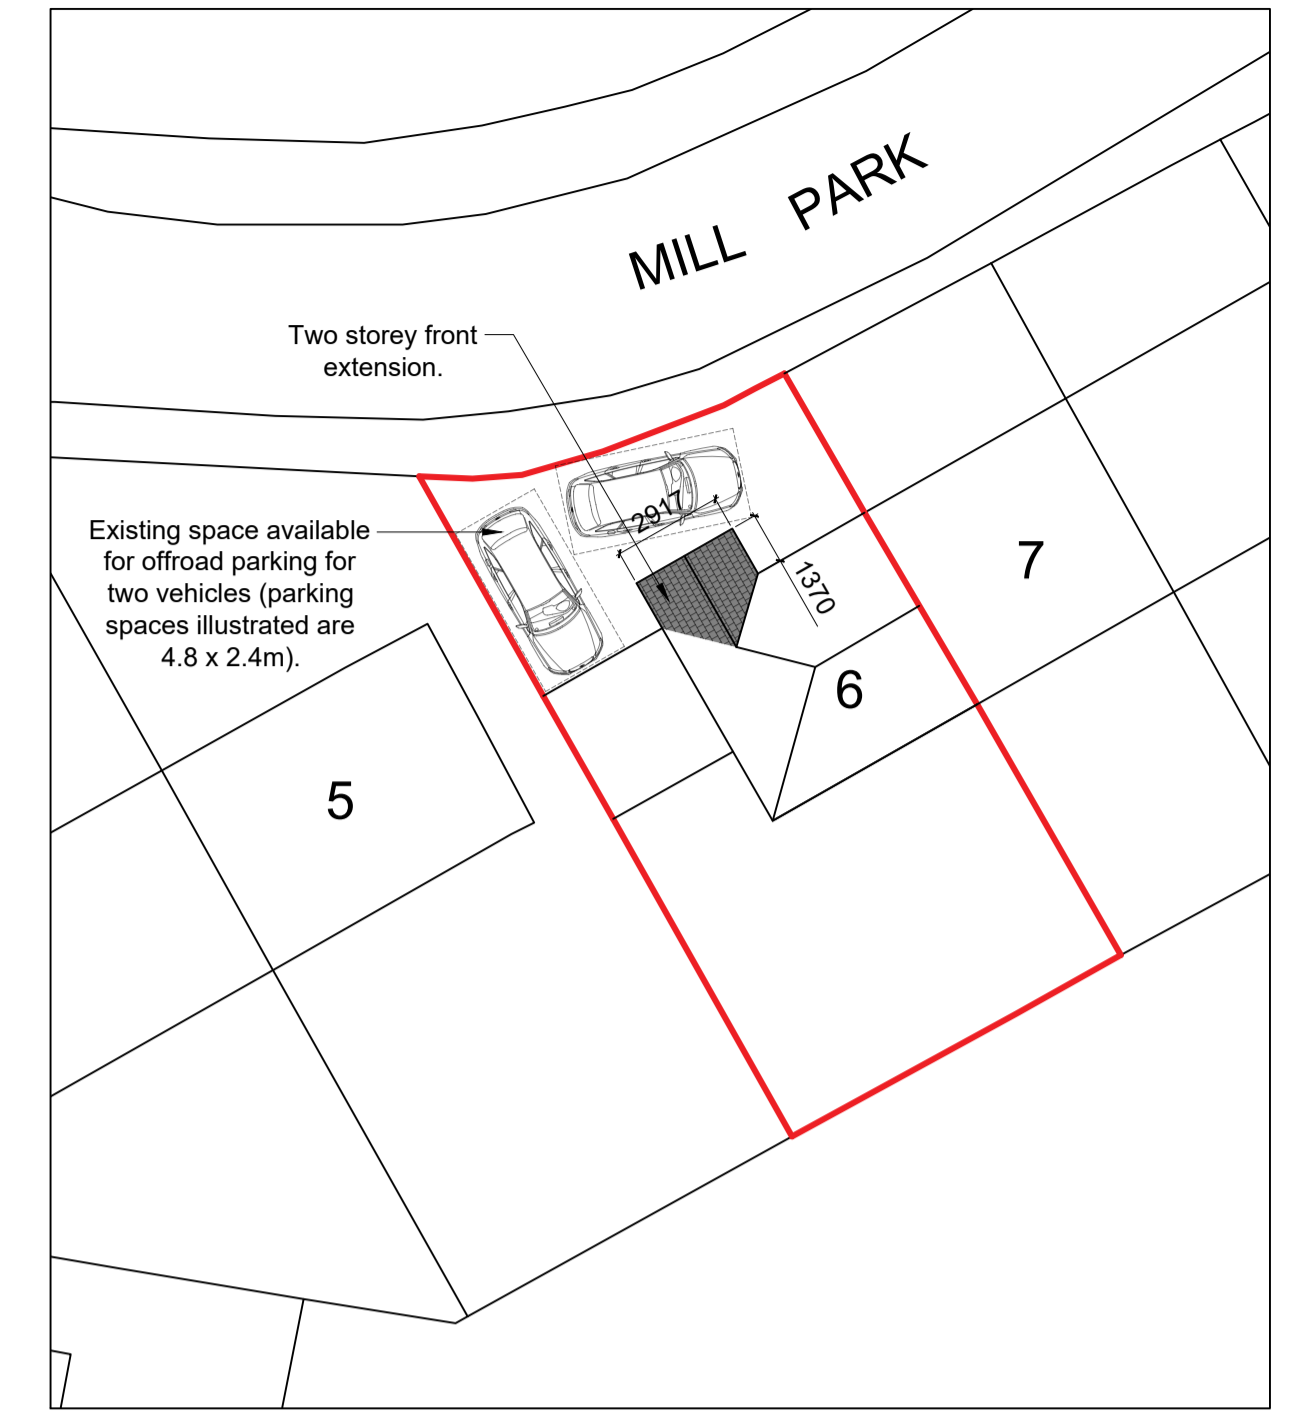 MILL PARK
Two storey front
extension.
Existing space available
for offroad parking for
two vehicles (parking
spaces illustrated are
4.8 x 2.4m).
2917
1370
7
6
5